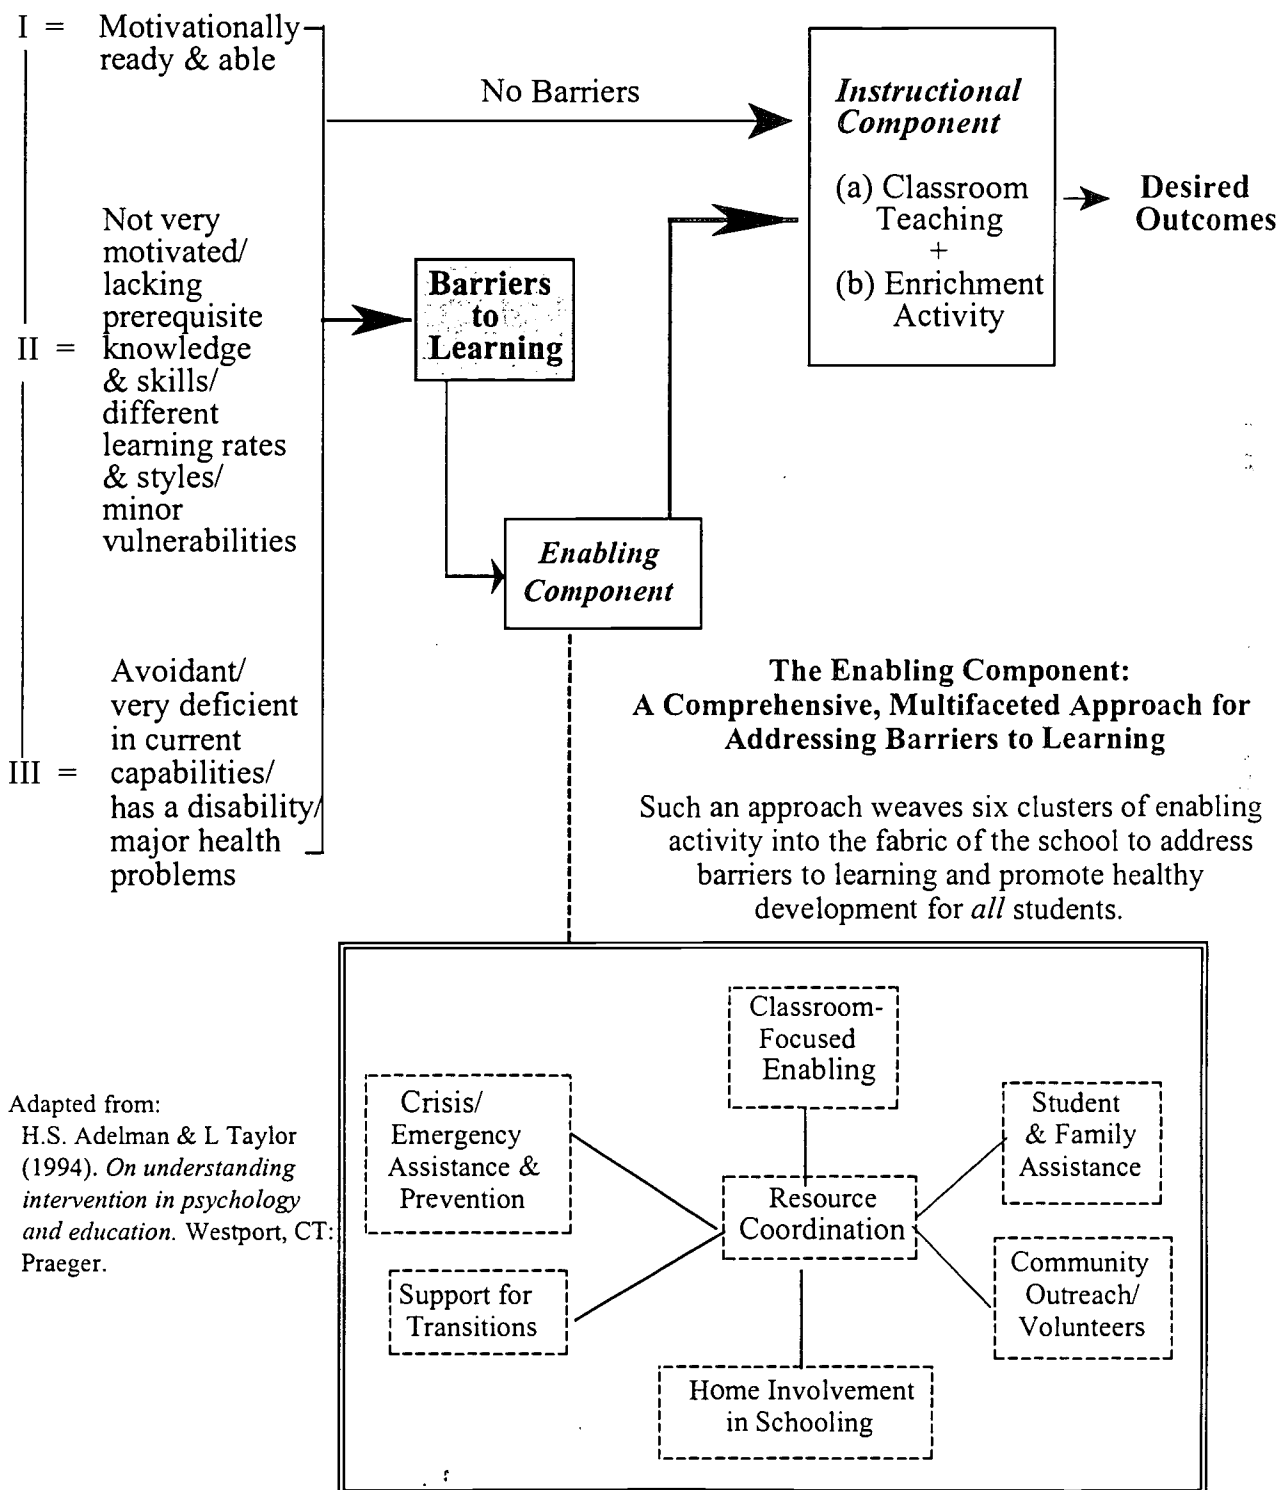 I = Motivationally
ready & able
No Barriers
Instructional
Component
(a) Classroom
Teaching
+
(b) Enrichment
Activity
Desired
Outcomes
Not very
motivated/
lacking
prerequisite
II = knowledge
& skills/
different
learning rates
& styles/
minor
vulnerabilities
Barriers
to
Learning
Enabling
Component
Avoidant/
very deficient
in current
III = capabilities/
has a disability/
major health
problems
The Enabling Component:
A Comprehensive, Multifaceted Approach for
Addressing Barriers to Learning
Such an approach weaves six clusters of enabling
activity into the fabric of the school to address
barriers to learning and promote healthy
development for all students.
Classroom-
Focused
Enabling
Crisis/
Emergency
Assistance &
Prevention
Student
& Family
Assistance
Resource
Coordination
Support for
Transitions
Community
Outreach/
Volunteers
Home Involvement
in Schooling
Adapted from:
H.S. Adelman & L Taylor
(1994). On understanding
intervention in psychology
and education. Westport, CT:
Praeger.